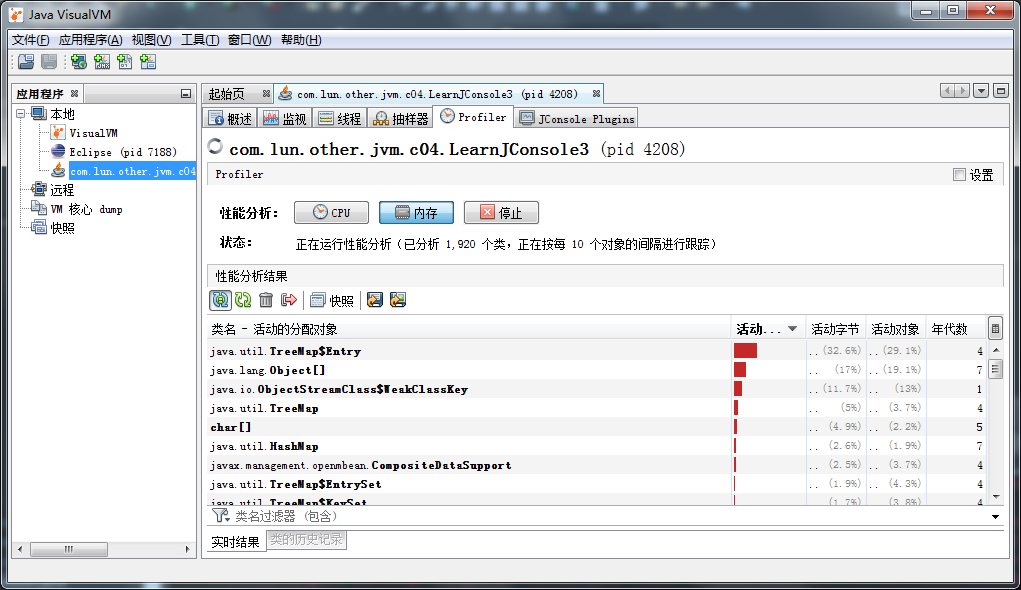 Java VisualVM
文件(F) 应用程序(A) 视图(V) 工具(T) 窗口(W) 帮助(H)
应用程序
本地
VisualVM
Eclipse (pid 7188)
com.lun.other.jvm.c04
远程
VM 核心 dump
快照
起始页 com.lun.other.jvm.c04.LearnJConsole3 (pid 4208)
概述 监视 线程 抽样器 Profiler JConsole Plugins
com.lun.other.jvm.c04.LearnJConsole3 (pid 4208)
Profiler 设置
性能分析: CPU 内存 停止
状态: 正在运行性能分析 (已分析 1,920 个类, 正在按每 10 个对象的间隔进行跟踪)
性能分析结果
快照
类名 - 活动的分配对象 活动... 活动字节 活动对象 年代数
java.util.TreeMap$Entry .. (32.6%) .. (29.1%) 4
java.lang.Object[] .. (17%) .. (19.1%) 7
java.io.ObjectStreamClass$WeakClassKey .. (11.7%) .. (13%) 1
java.util.TreeMap .. (5%) .. (3.7%) 4
char[] .. (4.9%) .. (2.2%) 5
java.util.HashMap .. (2.6%) .. (1.9%) 7
javax.management.openmbean.CompositeDataSupport .. (2.5%) .. (3.7%) 4
java.util.TreeMap$EntrySet .. (1.9%) .. (4.3%) 4
java.util.TreeMap$KeySet .. (1.7%) .. (3.8%) 4
类名过滤器 (包含)
实时结果 类的历史记录